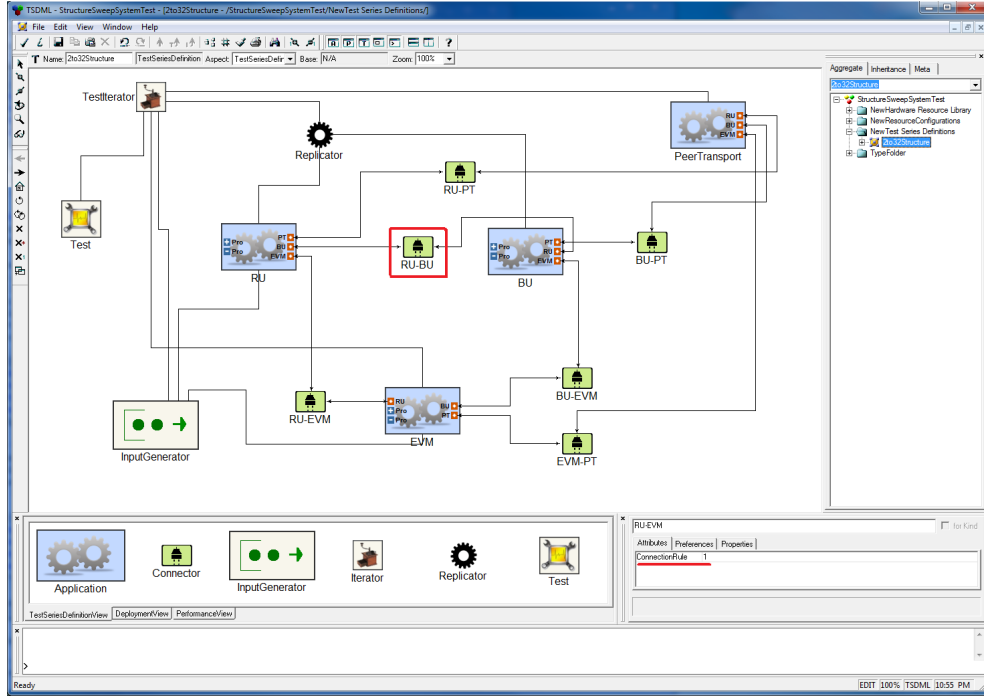 TSDML - StructureSweepSystemTest - [2to32Structure - /StructureSweepSystemTest/NewTest Series Definitions/]
File Edit View Window Help
Name: 2to32Structure TestSeriesDefinition Aspect: TestSeriesDefir Base: N/A Zoom: 100%
Aggregate Inheritance Meta
2to32Structure
StructureSweepSystemTest
NewHardware Resource Library
NewResourceConfigurations
NewTest Series Definitions
2to32Structure
TypeFolder
TestIterator
Replicator
RU
BU
EVM
PeerTransport
RU-PT
Test
Pro
Pro
PT
BU
EVM
RU
RU-BU
Pro
Pro
PT
RU
EVM
BU
BU-PT
RU-EVM
RU
Pro
Pro
BU
PT
EVM
BU-EVM
EVM-PT
InputGenerator
Application
Connector
InputGenerator
Iterator
Replicator
Test
TestSeriesDefinitionView DeploymentView PerformanceView
RU-EVM for Kind
Attributes Preferences Properties
ConnectionRule 1
>
Ready EDIT 100% TSDML 10:55 PM